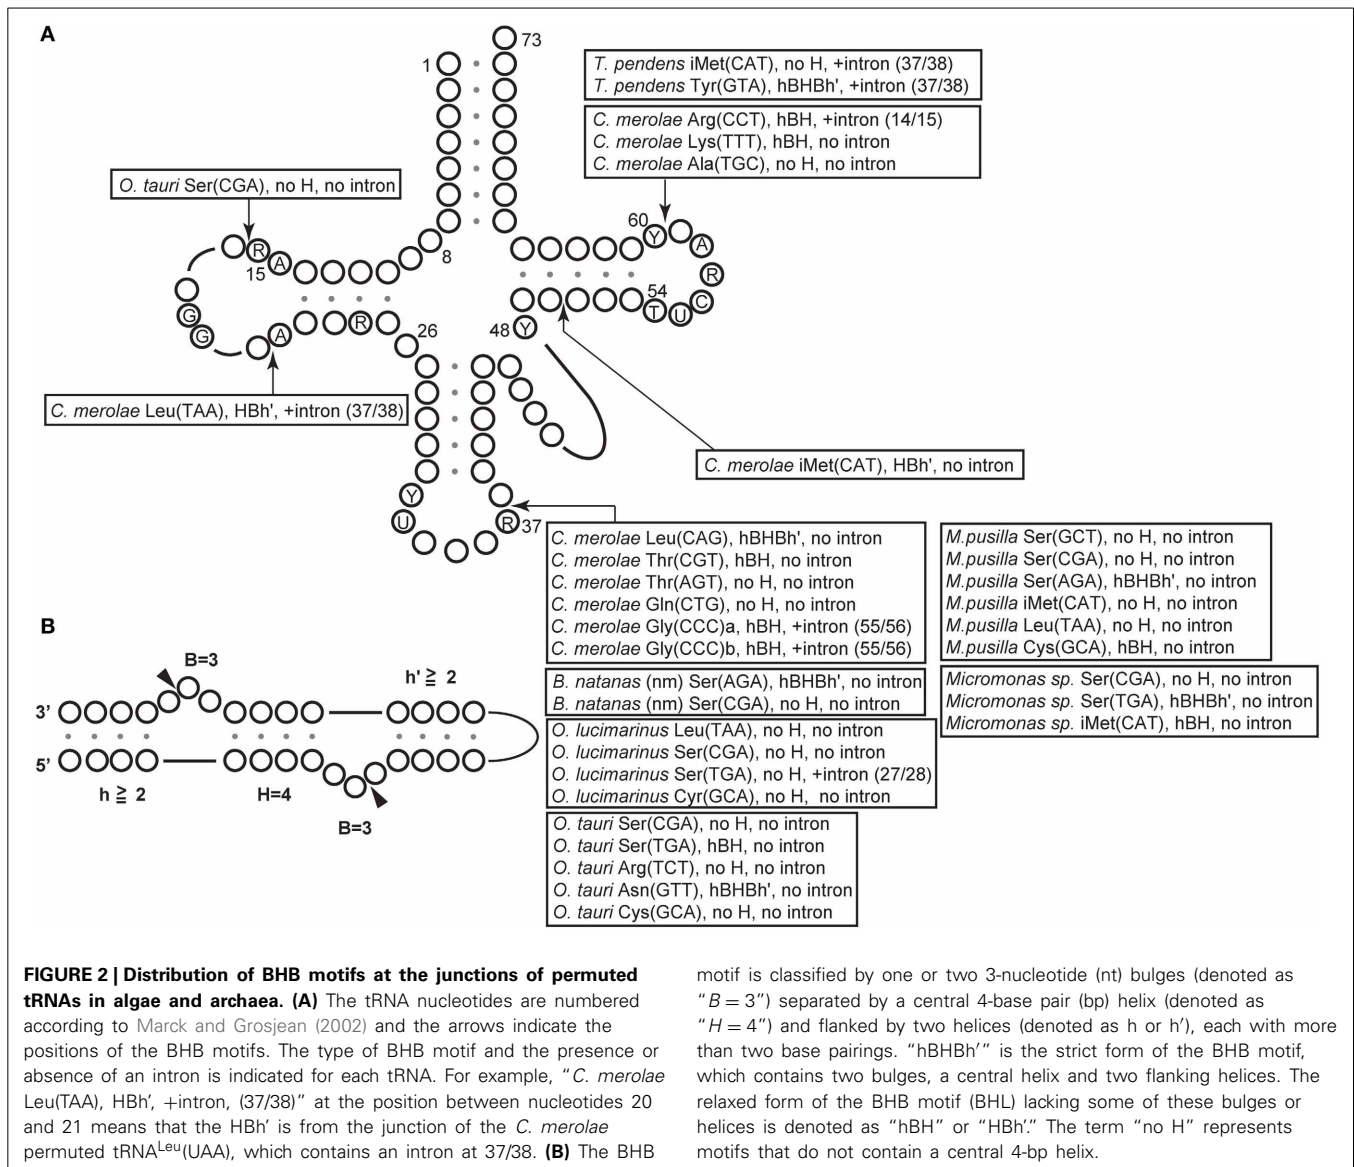 A
73
1
T. pendens iMet(CAT), no H, +intron (37/38)
T. pendens Tyr(GTA), hBHBh', +intron (37/38)
C. merolae Arg(CCT), hBH, +intron (14/15)
C. merolae Lys(TTT), hBH, no intron
C. merolae Ala(TGC), no H, no intron
O. tauri Ser(CGA), no H, no intron
60
Y
A
R
C
U
T
54
8
R
A
15
G
G
A
R
26
48
Y
C. merolae Leu(TAA), HBh', +intron (37/38)
C. merolae iMet(CAT), HBh', no intron
Y
U
R
37
C. merolae Leu(CAG), hBHBh', no intron
C. merolae Thr(CGT), hBH, no intron
C. merolae Thr(AGT), no H, no intron
C. merolae Gln(CTG), no H, no intron
C. merolae Gly(CCC)a, hBH, +intron (55/56)
C. merolae Gly(CCC)b, hBH, +intron (55/56)
B. natanas (nm) Ser(AGA), hBHBh', no intron
B. natanas (nm) Ser(CGA), no H, no intron
O. lucimarinus Leu(TAA), no H, no intron
O. lucimarinus Ser(CGA), no H, no intron
O. lucimarinus Ser(TGA), no H, +intron (27/28)
O. lucimarinus Cyr(GCA), no H, no intron
O. tauri Ser(CGA), no H, no intron
O. tauri Ser(TGA), hBH, no intron
O. tauri Arg(TCT), no H, no intron
O. tauri Asn(GTT), hBHBh', no intron
O. tauri Cys(GCA), no H, no intron
M.pusilla Ser(GCT), no H, no intron
M.pusilla Ser(CGA), no H, no intron
M.pusilla Ser(AGA), hBHBh', no intron
M.pusilla iMet(CAT), no H, no intron
M.pusilla Leu(TAA), no H, no intron
M.pusilla Cys(GCA), hBH, no intron
Micromonas sp. Ser(CGA), no H, no intron
Micromonas sp. Ser(TGA), hBHBh', no intron
Micromonas sp. iMet(CAT), hBH, no intron
B
B=3
h' ≧ 2
3'
5'
h ≧ 2
H=4
B=3
FIGURE 2 | Distribution of BHB motifs at the junctions of permuted
tRNAs in algae and archaea. (A) The tRNA nucleotides are numbered
according to Marck and Grosjean (2002) and the arrows indicate the
positions of the BHB motifs. The type of BHB motif and the presence or
absence of an intron is indicated for each tRNA. For example, “C. merolae
Leu(TAA), HBh′, +intron, (37/38)” at the position between nucleotides 20
and 21 means that the HBh′ is from the junction of the C. merolae
permuted tRNALeu(UAA), which contains an intron at 37/38. (B) The BHB
motif is classified by one or two 3-nucleotide (nt) bulges (denoted as
“B = 3”) separated by a central 4-base pair (bp) helix (denoted as
“H = 4”) and flanked by two helices (denoted as h or h′), each with more
than two base pairings. “hBHBh′” is the strict form of the BHB motif,
which contains two bulges, a central helix and two flanking helices. The
relaxed form of the BHB motif (BHL) lacking some of these bulges or
helices is denoted as “hBH” or “HBh′.” The term “no H” represents
motifs that do not contain a central 4-bp helix.